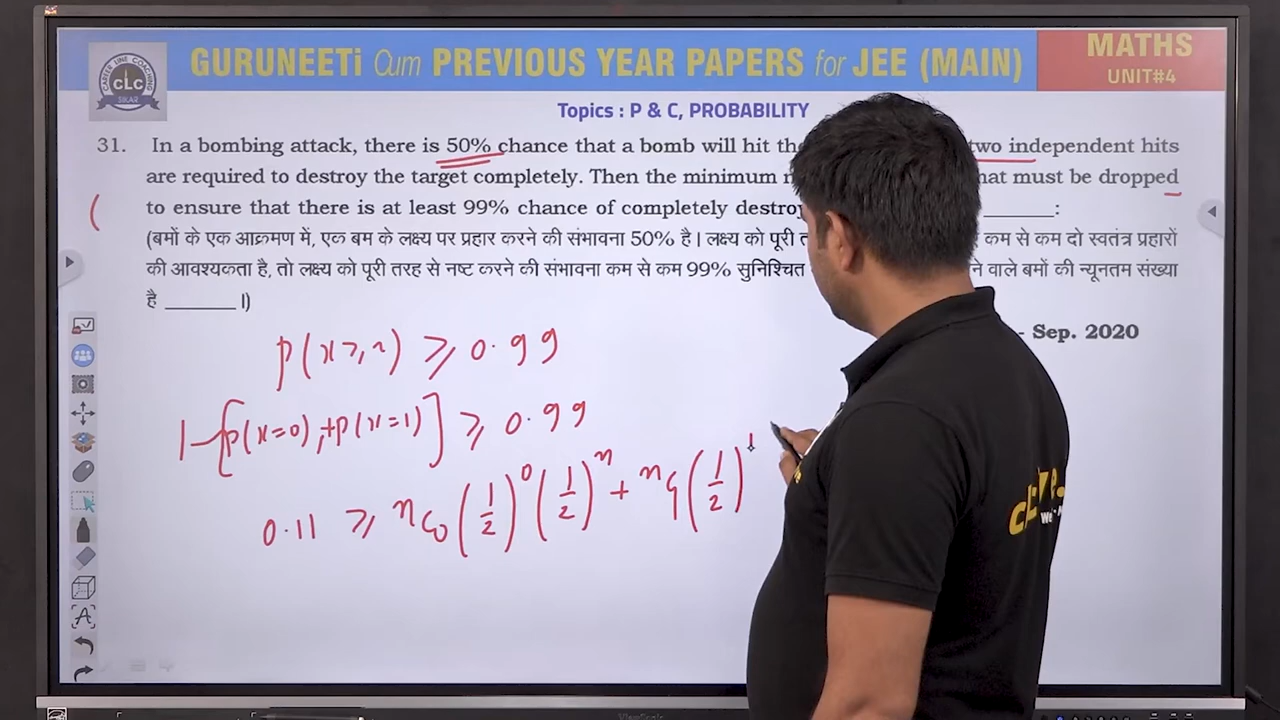 GURUNEETi Cum PREVIOUS YEAR PAPERS for JEE (MAIN)
MATHS
UNIT#4
CLC
SIKAR
Topics : P & C, PROBABILITY
31. In a bombing attack, there is 50% chance that a bomb will hit two independent hits
are required to destroy the target completely. Then the minimum must be dropped
to ensure that there is at least 99% chance of completely ______:
(बमों के एक आक्रमण में, एक बम के लक्ष्य पर प्रहार करने की संभावना 50% है। लक्ष्य को पूरी कम से कम दो स्वतंत्र प्रहारों
की आवश्यकता है, तो लक्ष्य को पूरी तरह से नष्ट करने की संभावना कम से कम 99% सुनिश्चित वाले बमों की न्यूनतम संख्या
है ______ ।)
- Sep. 2020
p(x≥2) ≥ 0.99
1-[p(x=0)+p(x=1)] ≥ 0.99
0.11 ≥ ⁿC₀(1/2)⁰(1/2)ⁿ + ⁿC₁(1/2)¹